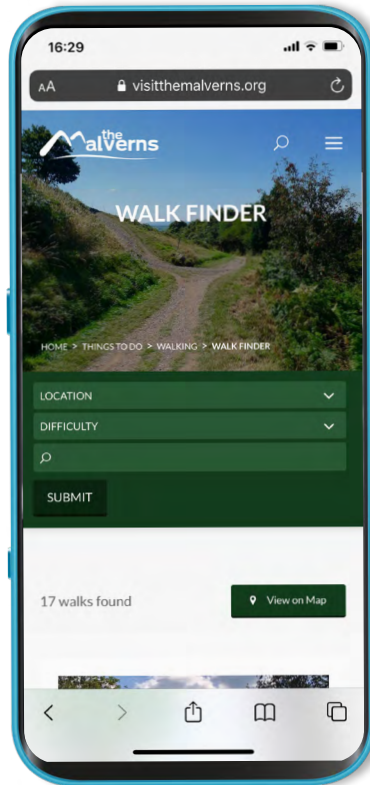 16:29
AA visitthemalverns.org
the
Malverns
WALK FINDER
HOME > THINGS TO DO > WALKING > WALK FINDER
LOCATION
DIFFICULTY
SUBMIT
17 walks found
View on Map